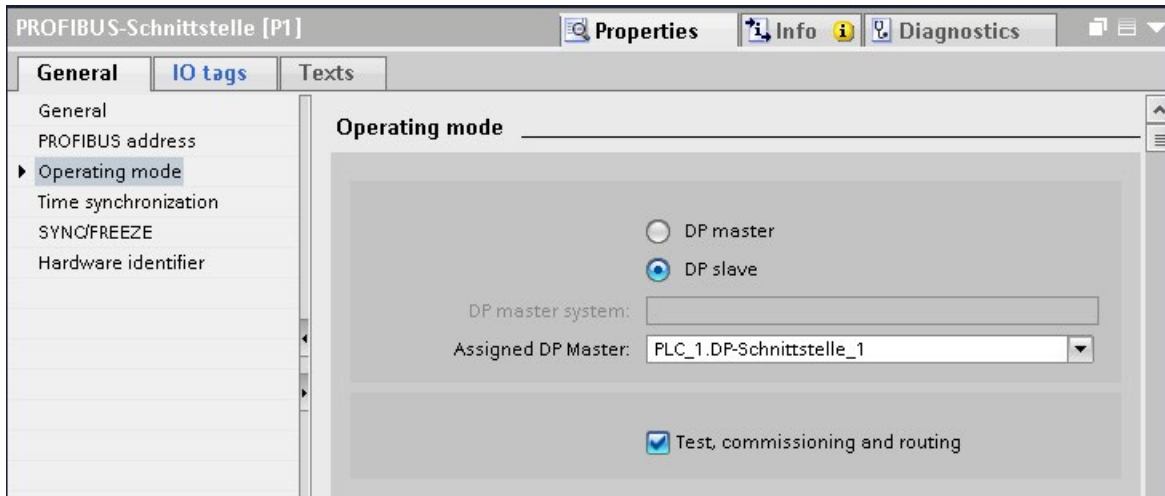 PROFIBUS-Schnittstelle [P1]
Properties
Info
Diagnostics
General
IO tags
Texts
General
PROFIBUS address
Operating mode
Time synchronization
SYNC/FREEZE
Hardware identifier
Operating mode
DP master
DP slave
DP master system:
Assigned DP Master: PLC_1.DP-Schnittstelle_1
Test, commissioning and routing